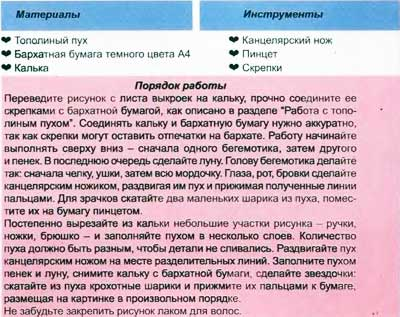 Материалы
Инструменты
❤ Тополиный пух
❤ Бархатная бумага темного цвета А4
❤ Калька
❤ Канцелярский нож
❤ Пинцет
❤ Скрепки
Порядок работы
Переведите рисунок с листа выкроек на кальку, прочно соедините ее
скрепками с бархатной бумагой, как описано в разделе "Работа с топо-
линым пухом". Соединять кальку и бархатную бумагу нужно аккуратно,
так как скрепки могут оставить отпечатки на бархате. Работу начинайте
выполнять сверху вниз – сначала одного бегемотика, затем другого
и пенек. В последнюю очередь сделайте луну. Голову бегемотика делайте
так: сначала челку, ушки, затем всю мордочку. Глаза, рот, бровки сделайте
канцелярским ножиком, раздвигая им пух и прижимая полученные линии
пальцами. Для зрачков скатайте два маленьких шарика из пуха, помес-
тите их на бумагу пинцетом.
Постепенно вырезайте из кальки небольшие участки рисунка – ручки,
ножки, брюшко – и заполняйте пухом в несколько слоев. Количество
пуха должно быть разным, чтобы детали не сливались. Раздвигайте пух
канцелярским ножом на месте разделительных линий. Заполните пухом
пенек и луну, снимите кальку с бархатной бумаги, сделайте звездочки:
скатайте из пуха крохотные шарики и прижмите их пальцами к бумаге,
размещая на картинке в произвольном порядке.
Не забудьте закрепить рисунок лаком для волос.